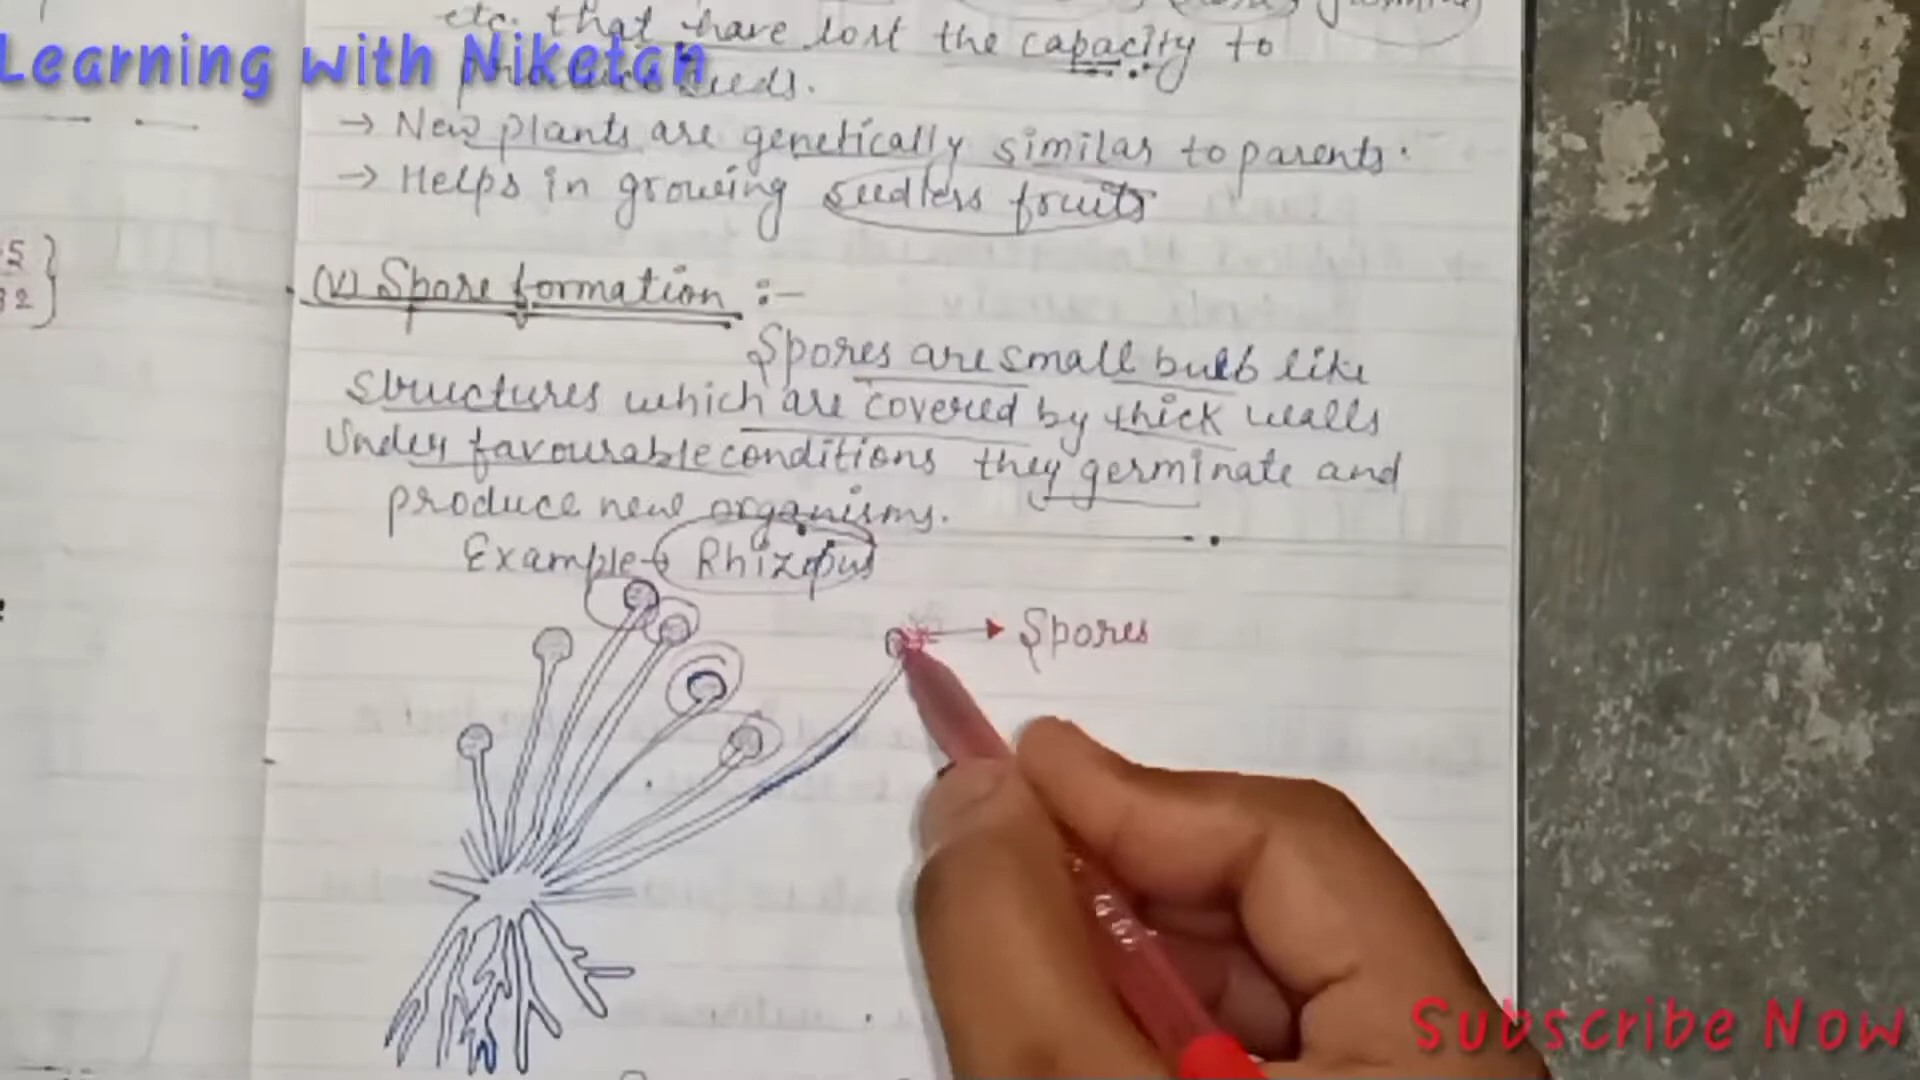 etc. that have lost the capacity to
Learning with Niketan
seeds.
→ New plants are genetically similar to parents.
→ Helps in growing seedless fruits
(V) Spore formation :-
Spores are small bulb like
structures which are covered by thick walls
Under favourable conditions they germinate and
produce new organisms.
Example → Rhizopus
Spores
Subscribe Now